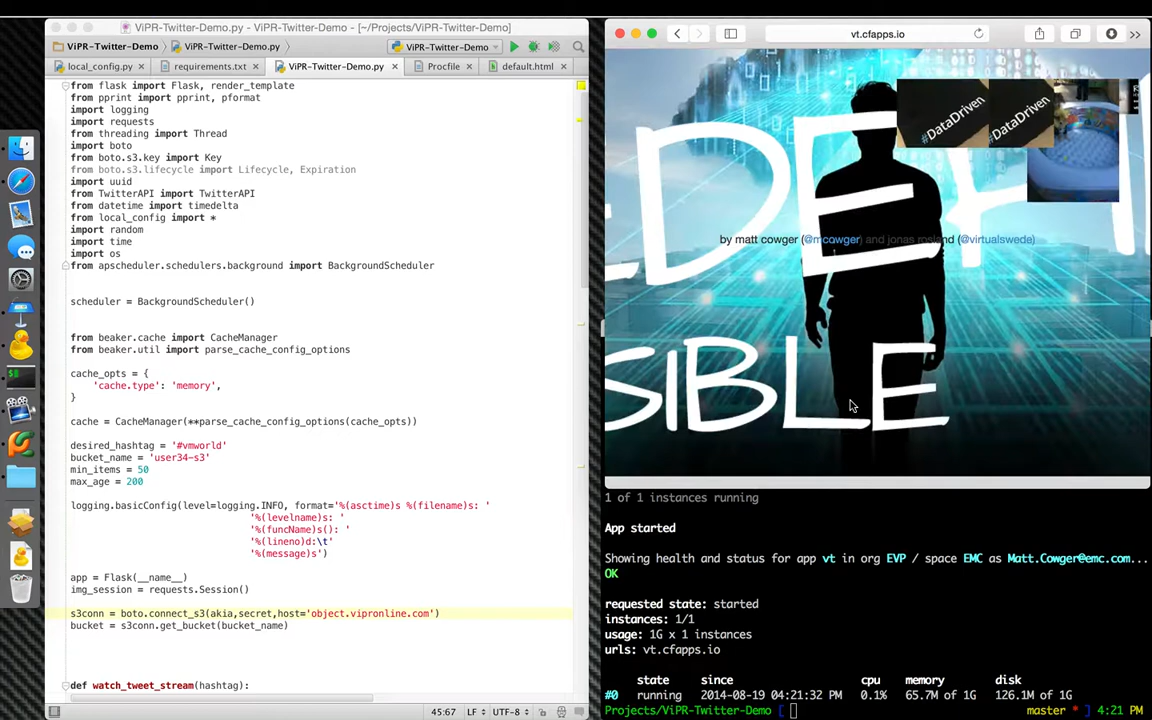 ViPR-Twitter-Demo.py - ViPR-Twitter-Demo - [~/Projects/ViPR-Twitter-Demo]
ViPR-Twitter-Demo
ViPR-Twitter-Demo.py
ViPR-Twitter-Demo
local_config.py
requirements.txt
ViPR-Twitter-Demo.py
Procfile
default.html
from flask import Flask, render_template
from pprint import pprint, pformat
import logging
import requests
from threading import Thread
import boto
from boto.s3.key import Key
from boto.s3.lifecycle import Lifecycle, Expiration
import uuid
from TwitterAPI import TwitterAPI
from datetime import timedelta
from local_config import *
import random
import time
import os
from apscheduler.schedulers.background import BackgroundScheduler
scheduler = BackgroundScheduler()
from beaker.cache import CacheManager
from beaker.util import parse_cache_config_options
cache_opts = {
'cache.type': 'memory',
}
cache = CacheManager(**parse_cache_config_options(cache_opts))
desired_hashtag = '#vmworld'
bucket_name = 'user34-s3'
min_items = 50
max_age = 200
logging.basicConfig(level=logging.INFO, format='%(asctime)s %(filename)s: '
'%(levelname)s: '
'%(funcName)s(): '
'%(lineno)d:\t'
'%(message)s')
app = Flask(__name__)
img_session = requests.Session()
s3conn = boto.connect_s3(akia,secret,host='object.vipronline.com')
bucket = s3conn.get_bucket(bucket_name)
def watch_tweet_stream(hashtag):
45:67 LF UTF-8
vt.cfapps.io
#DataDriven
#DataDriven
DEFI
by matt cowger (@mcowger) and jonas rosland (@virtualswede)
SIBLE
1 of 1 instances running
App started
Showing health and status for app vt in org EVP / space EMC as Matt.Cowger@emc.com...
OK
requested state: started
instances: 1/1
usage: 1G x 1 instances
urls: vt.cfapps.io
state since cpu memory disk
#0 running 2014-08-19 04:21:32 PM 0.1% 65.7M of 1G 126.1M of 1G
Projects/ViPR-Twitter-Demo [ master * ] 4:21 PM